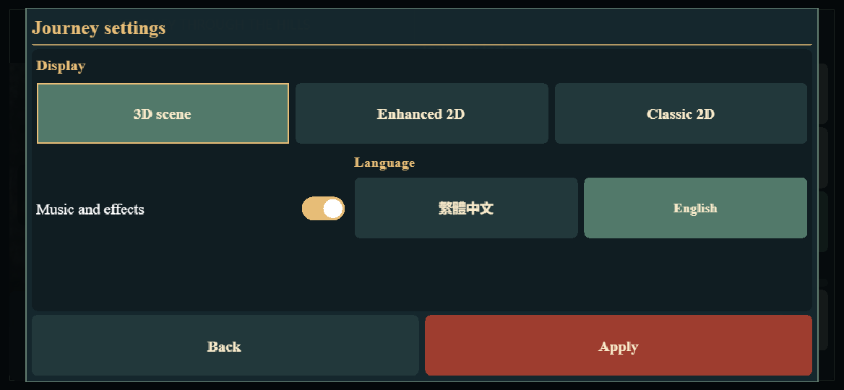 Journey settings
Display
3D scene
Enhanced 2D
Classic 2D
Language
Music and effects
繁體中文
English
Back
Apply